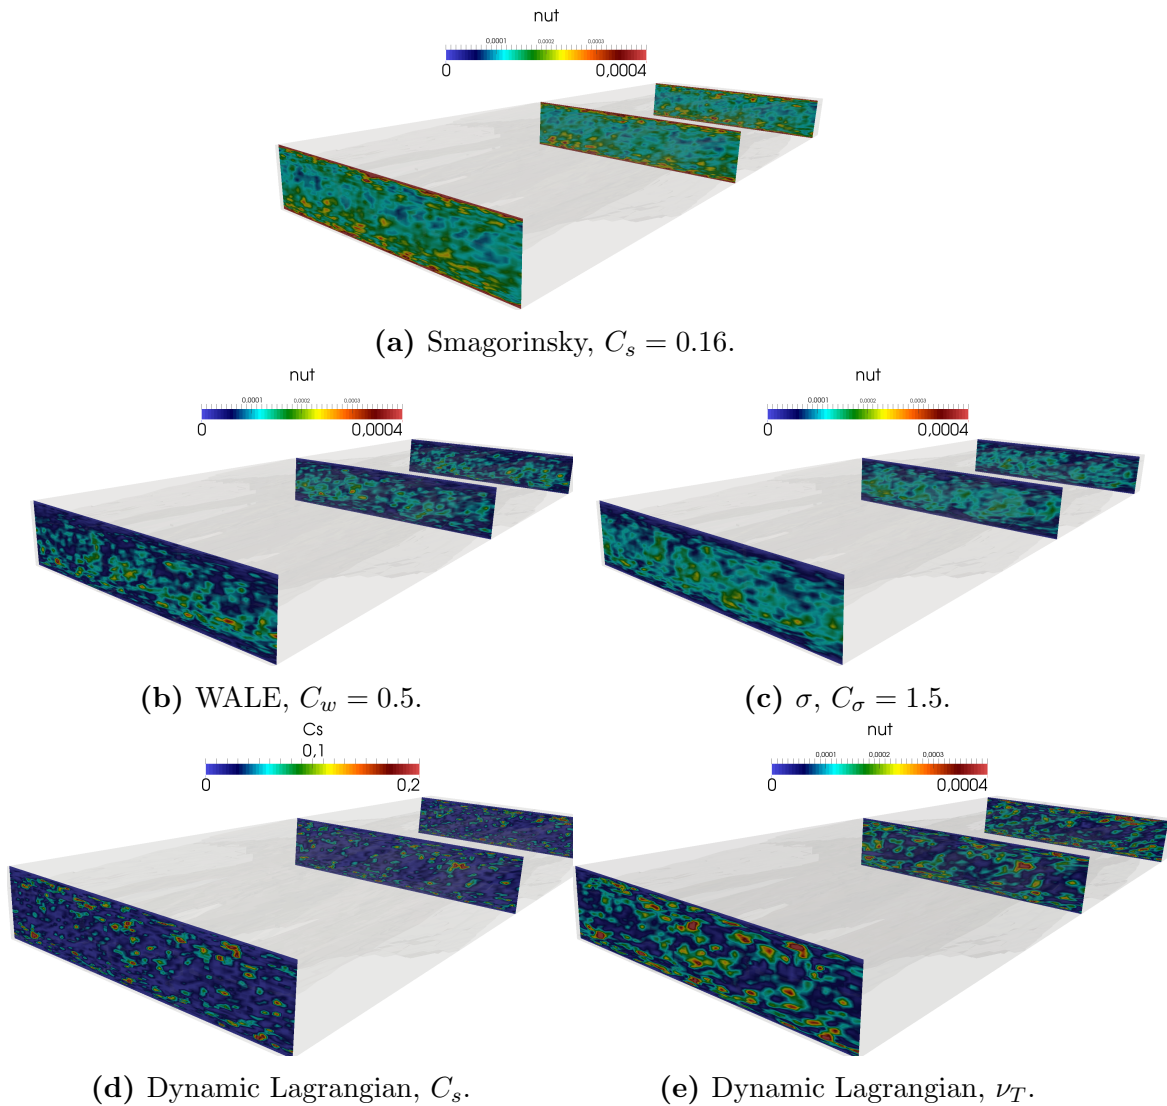 nut
0,0001 0,0002 0,0003
0 0,0004
(a) Smagorinsky, C_s = 0.16.
nut
0,0001 0,0002 0,0003
0 0,0004
nut
0,0001 0,0002 0,0003
0 0,0004
(b) WALE, C_w = 0.5.
(c) σ, C_σ = 1.5.
Cs
0,1
0 0,2
nut
0,0001 0,0002 0,0003
0 0,0004
(d) Dynamic Lagrangian, C_s.
(e) Dynamic Lagrangian, ν_T.